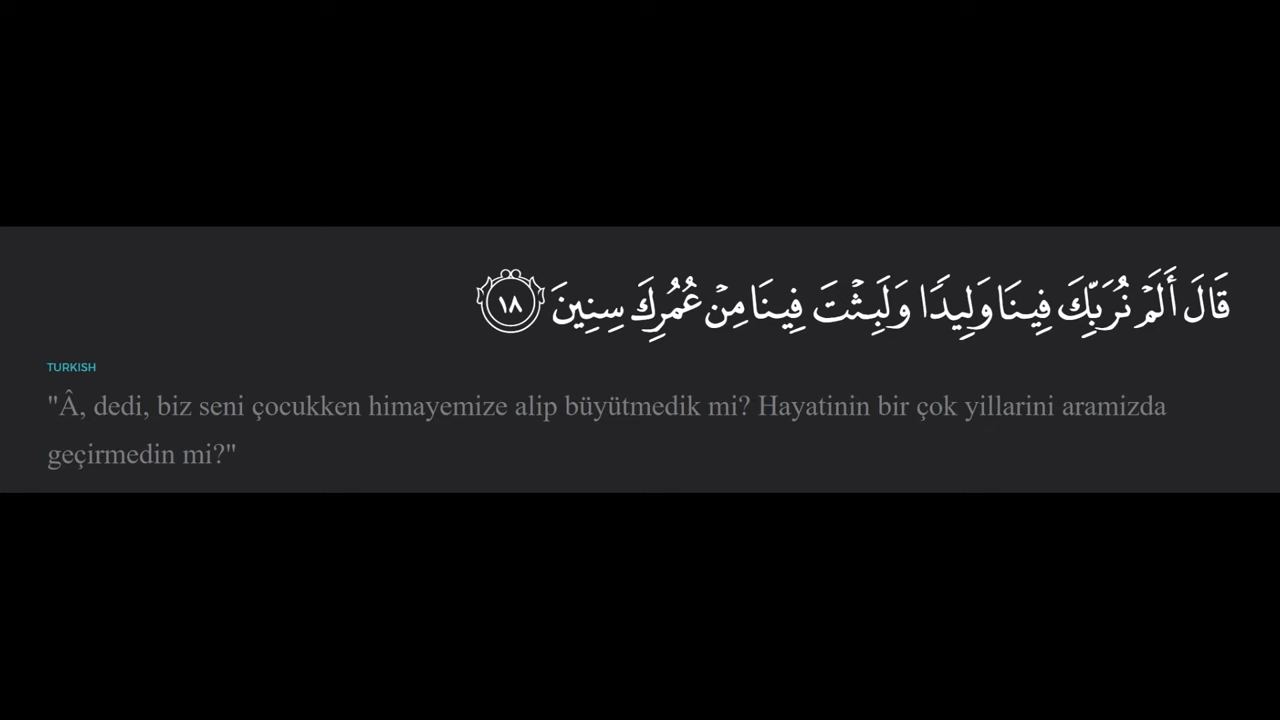 قَالَ أَلَمْ نُرَبِّكَ فِينَا وَلِيدًا وَلَبِثْتَ فِينَا مِنْ عُمُرِكَ سِنِينَ ١٨
TURKISH
"Â, dedi, biz seni çocukken himayemize alip büyütmedik mi? Hayatinin bir çok yillarini aramizda
geçirmedin mi?"